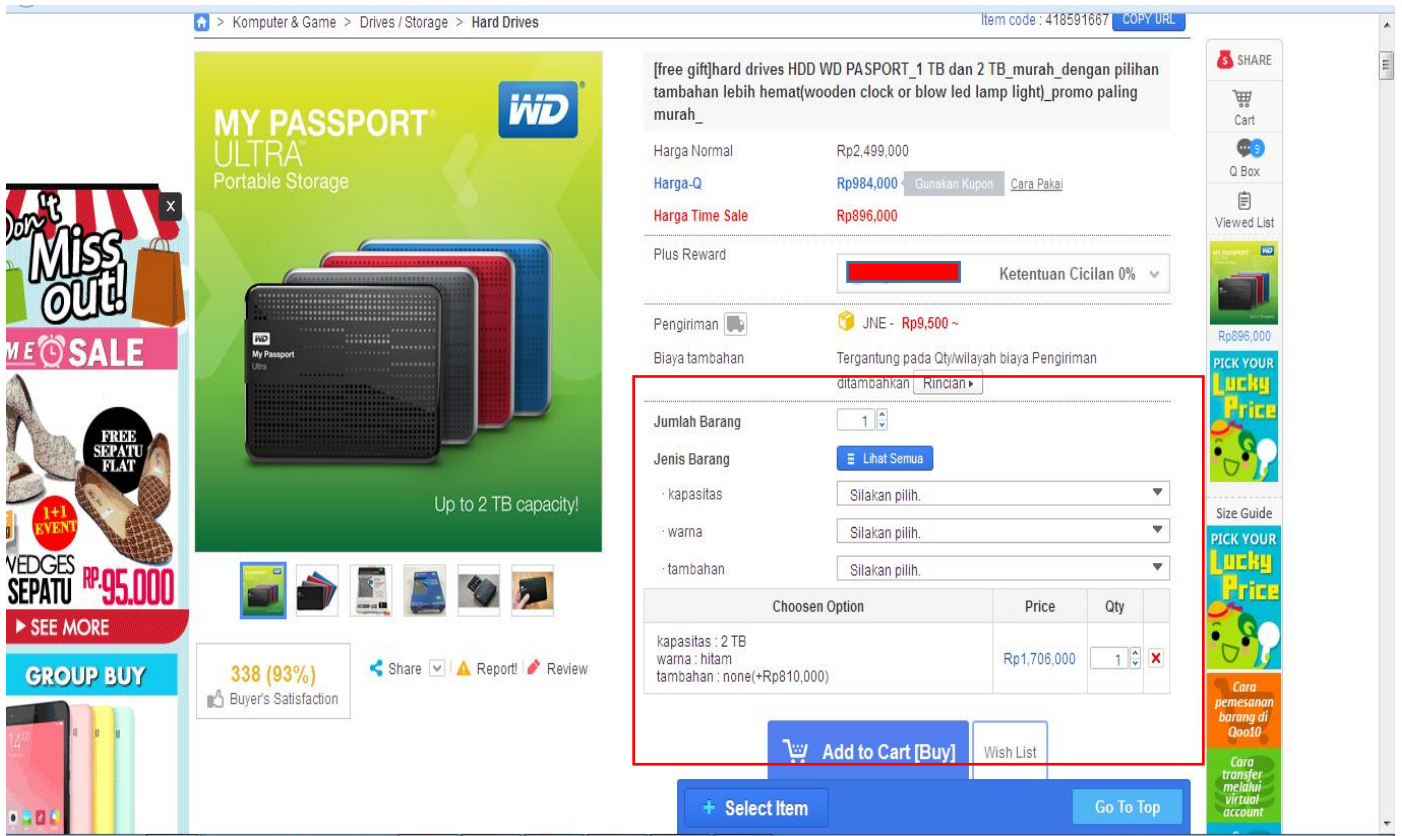 > Komputer & Game > Drives / Storage > Hard Drives
Item code : 418591667 COPY URL
MY PASSPORT®
ULTRA™
Portable Storage
WD®
WD
My Passport
Ultra
Up to 2 TB capacity!
338 (93%)
Buyer's Satisfaction
Share Report! Review
[free gift]hard drives HDD WD PASPORT_1 TB dan 2 TB_murah_dengan pilihan
tambahan lebih hemat(wooden clock or blow led lamp light)_promo paling
murah_
Harga Normal Rp2,499,000
Harga-Q Rp984,000 Gunakan Kupon Cara Pakai
Harga Time Sale Rp896,000
Plus Reward
Ketentuan Cicilan 0%
Pengiriman JNE - Rp9,500 ~
Biaya tambahan Tergantung pada Qty/wilayah biaya Pengiriman
ditambahkan Rincian
Jumlah Barang 1
Jenis Barang Lihat Semua
· kapasitas Silakan pilih.
· warna Silakan pilih.
· tambahan Silakan pilih.
Choosen Option Price Qty
kapasitas : 2 TB
warna : hitam
tambahan : none(+Rp810,000)
Rp1,706,000 1 X
Add to Cart [Buy] Wish List
+ Select Item Go To Top
X
Don't
Miss
out!
ME SALE
FREE
SEPATU
FLAT
1+1
EVENT
WEDGES
SEPATU RP.95.000
SEE MORE
GROUP BUY
SHARE
Cart
9
Q Box
Viewed List
MY PASSPORT WD
Rp896,000
PICK YOUR
Lucky
Price
Size Guide
PICK YOUR
Lucky
Price
Cara
pemesanan
barang di
Qoo10
Cara
transfer
melalui
virtual
account